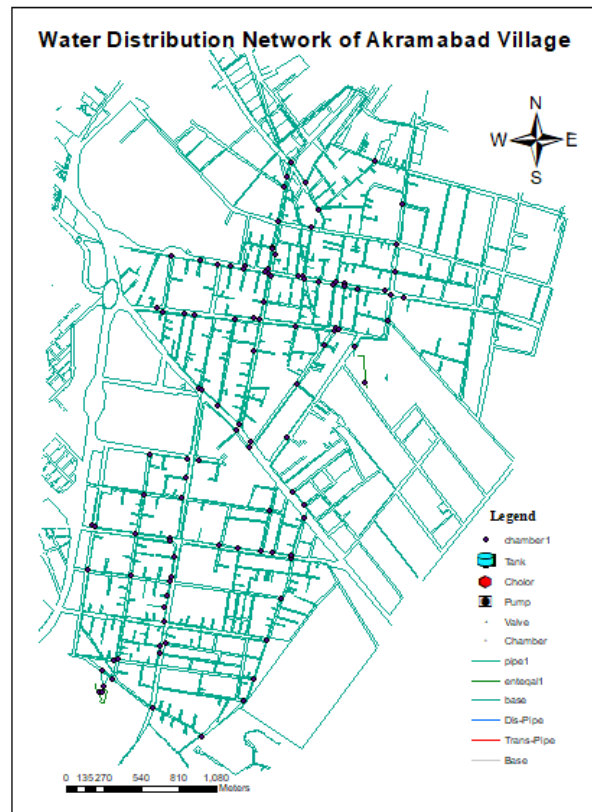 Water Distribution Network of Akramabad Village
N
W E
S
Legend
chamber1
Tank
Cholor
Pump
Valve
Chamber
pipe1
enteqal1
base
Dis-Pipe
Trans-Pipe
Base
0 135 270 540 810 1,080
Meters